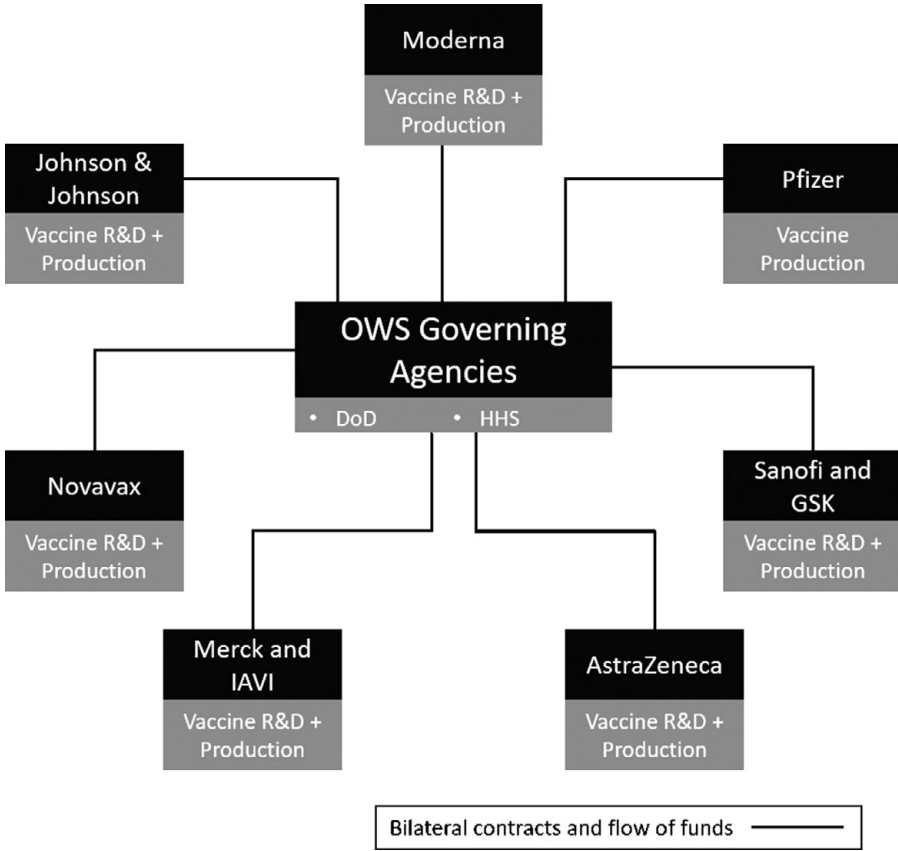 Moderna
Vaccine R&D +
Production
Johnson &
Johnson
Vaccine R&D +
Production
Pfizer
Vaccine
Production
OWS Governing
Agencies
• DoD • HHS
Novavax
Vaccine R&D +
Production
Sanofi and
GSK
Vaccine R&D +
Production
Merck and
IAVI
Vaccine R&D +
Production
AstraZeneca
Vaccine R&D +
Production
Bilateral contracts and flow of funds